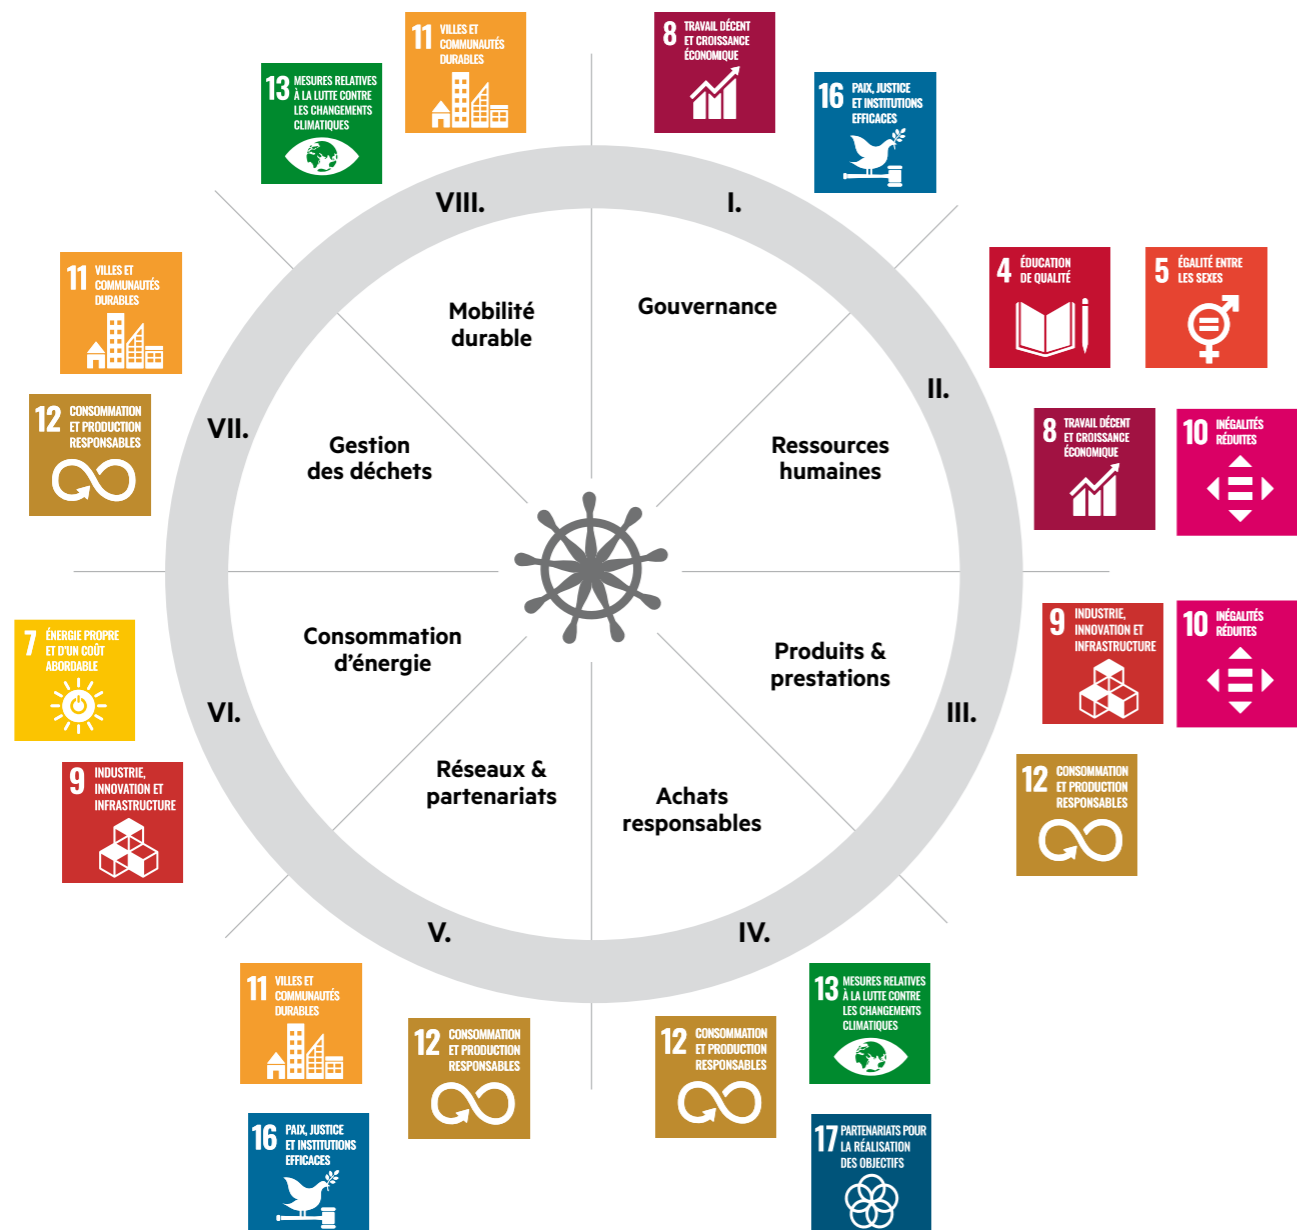 8 TRAVAIL DÉCENT
ET CROISSANCE
ÉCONOMIQUE
16 PAIX, JUSTICE
ET INSTITUTIONS
EFFICACES
I.
Gouvernance
4 ÉDUCATION
DE QUALITÉ
5 ÉGALITÉ ENTRE
LES SEXES
8 TRAVAIL DÉCENT
ET CROISSANCE
ÉCONOMIQUE
10 INÉGALITÉS
RÉDUITES
II.
Ressources
humaines
9 INDUSTRIE,
INNOVATION ET
INFRASTRUCTURE
10 INÉGALITÉS
RÉDUITES
12 CONSOMMATION
ET PRODUCTION
RESPONSABLES
III.
Produits &
prestations
IV.
Achats
responsables
12 CONSOMMATION
ET PRODUCTION
RESPONSABLES
13 MESURES RELATIVES
À LA LUTTE CONTRE
LES CHANGEMENTS
CLIMATIQUES
17 PARTENARIATS POUR
LA RÉALISATION
DES OBJECTIFS
V.
Réseaux &
partenariats
11 VILLES ET
COMMUNAUTÉS
DURABLES
12 CONSOMMATION
ET PRODUCTION
RESPONSABLES
16 PAIX, JUSTICE
ET INSTITUTIONS
EFFICACES
VI.
Consommation
d’énergie
7 ÉNERGIE PROPRE
ET D'UN COÛT
ABORDABLE
9 INDUSTRIE,
INNOVATION ET
INFRASTRUCTURE
VII.
Gestion
des déchets
11 VILLES ET
COMMUNAUTÉS
DURABLES
12 CONSOMMATION
ET PRODUCTION
RESPONSABLES
VIII.
Mobilité
durable
13 MESURES RELATIVES
À LA LUTTE CONTRE
LES CHANGEMENTS
CLIMATIQUES
11 VILLES ET
COMMUNAUTÉS
DURABLES